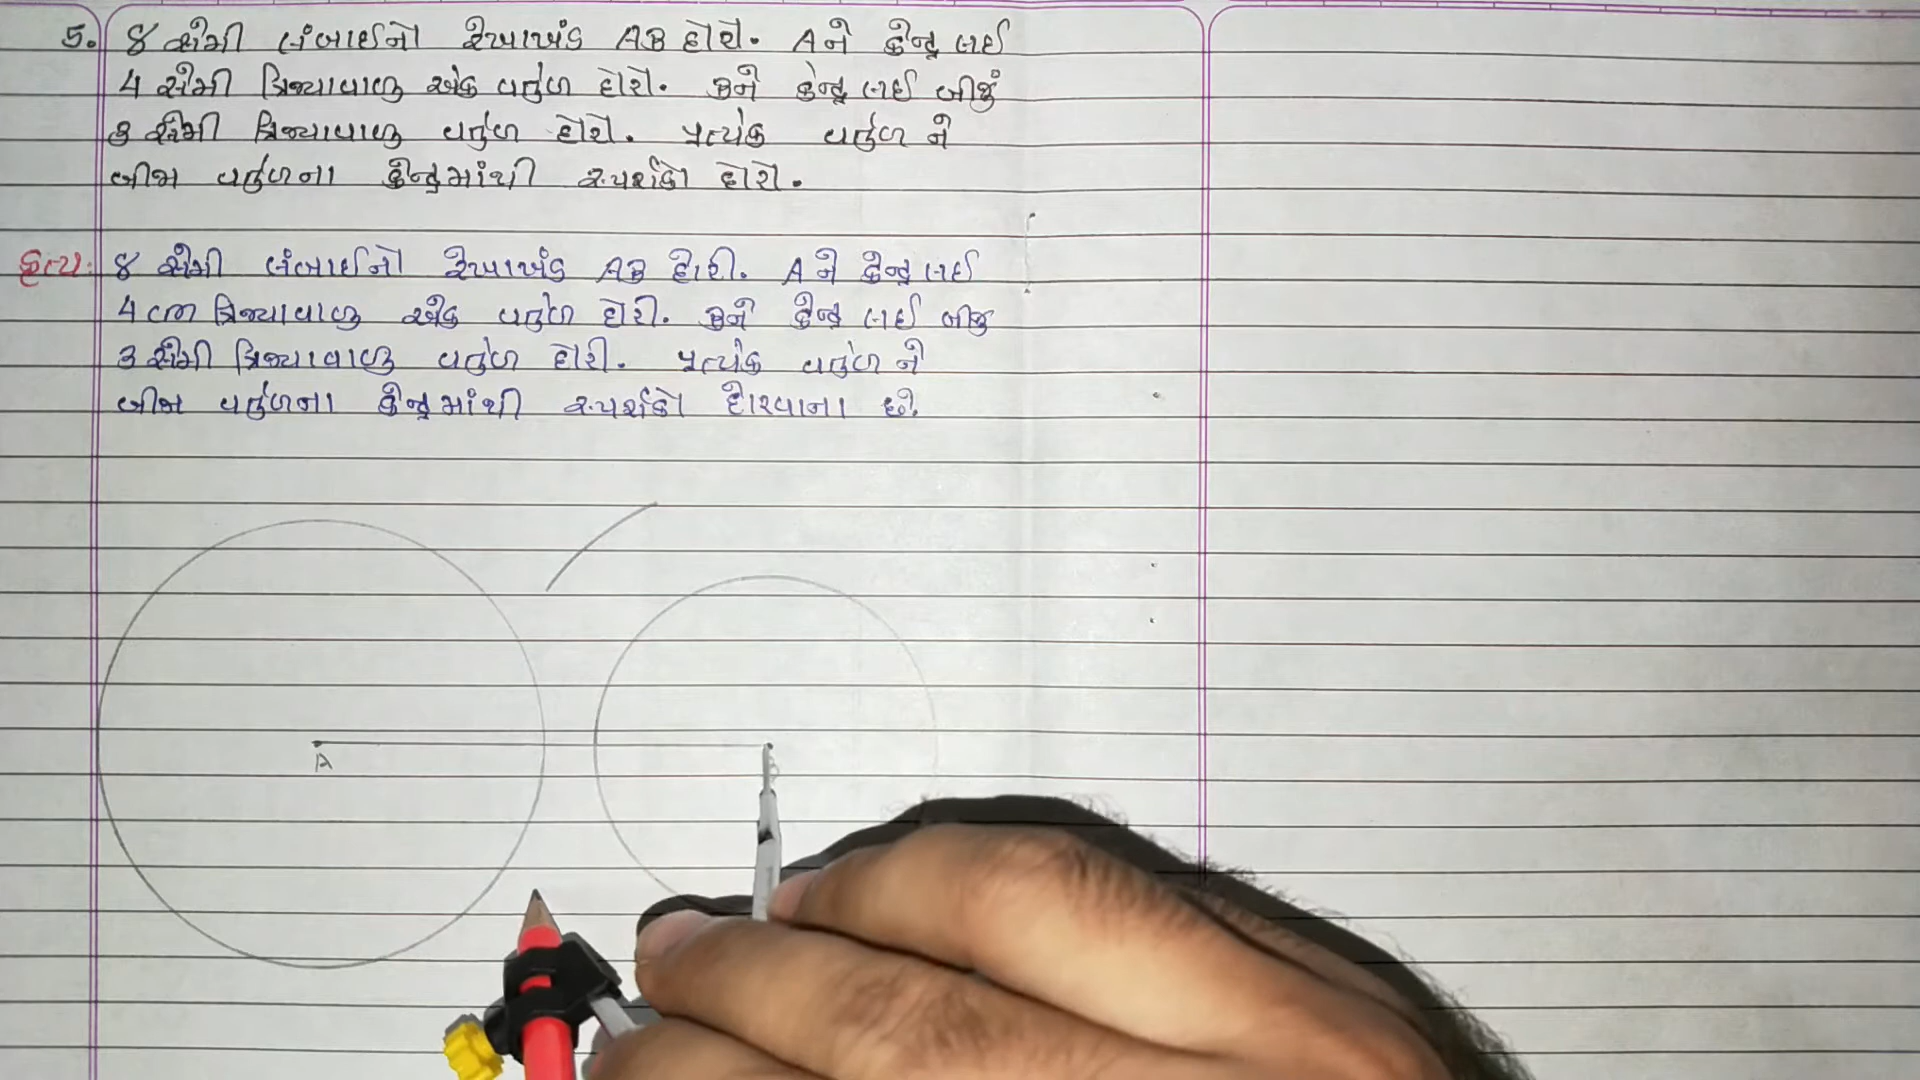 5. 8 સેમી લંબાઈનો રેખાખંડ AB દોરો. A ને કેન્દ્ર લઈ
4 સેમી ત્રિજ્યાવાળુ એક વર્તુળ દોરો. B ને કેન્દ્ર લઈ બીજું
3 સેમી ત્રિજ્યાવાળુ વર્તુળ દોરો. પ્રત્યેક વર્તુળ ને
બીજા વર્તુળના કેન્દ્રમાંથી સ્પર્શકો દોરો.
કૃત્ય: 8 સેમી લંબાઈનો રેખાખંડ AB દોરી. A ને કેન્દ્ર લઈ
4 cm ત્રિજ્યાવાળુ એક વર્તુળ દોરી. B ને કેન્દ્ર લઈ બીજુ
3 સેમી ત્રિજ્યાવાળુ વર્તુળ દોરી. પ્રત્યેક વર્તુળ ને
બીજા વર્તુળના કેન્દ્રમાંથી સ્પર્શકો દોરવાના છે.
A B